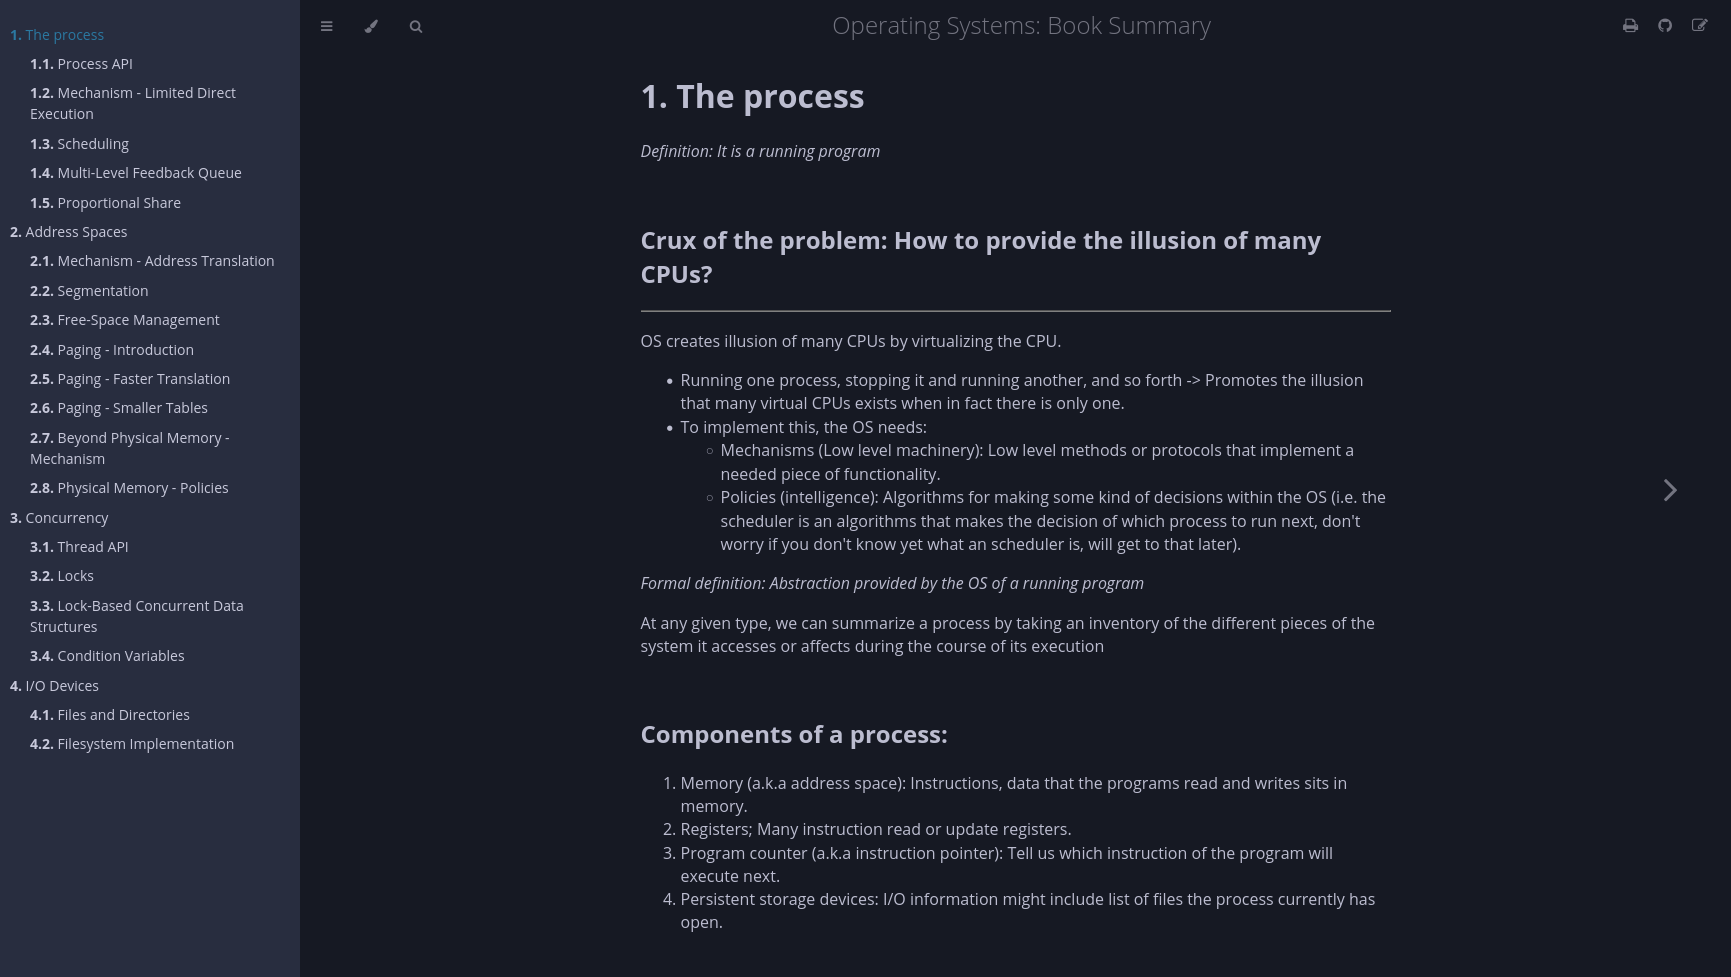 1. The process
1.1. Process API
1.2. Mechanism - Limited Direct
Execution
1.3. Scheduling
1.4. Multi-Level Feedback Queue
1.5. Proportional Share
2. Address Spaces
2.1. Mechanism - Address Translation
2.2. Segmentation
2.3. Free-Space Management
2.4. Paging - Introduction
2.5. Paging - Faster Translation
2.6. Paging - Smaller Tables
2.7. Beyond Physical Memory -
Mechanism
2.8. Physical Memory - Policies
3. Concurrency
3.1. Thread API
3.2. Locks
3.3. Lock-Based Concurrent Data
Structures
3.4. Condition Variables
4. I/O Devices
4.1. Files and Directories
4.2. Filesystem Implementation
Operating Systems: Book Summary
1. The process
Definition: It is a running program
Crux of the problem: How to provide the illusion of many
CPUs?
OS creates illusion of many CPUs by virtualizing the CPU.
• Running one process, stopping it and running another, and so forth -> Promotes the illusion
that many virtual CPUs exists when in fact there is only one.
• To implement this, the OS needs:
◦ Mechanisms (Low level machinery): Low level methods or protocols that implement a
needed piece of functionality.
◦ Policies (intelligence): Algorithms for making some kind of decisions within the OS (i.e. the
scheduler is an algorithms that makes the decision of which process to run next, don't
worry if you don't know yet what an scheduler is, will get to that later).
Formal definition: Abstraction provided by the OS of a running program
At any given type, we can summarize a process by taking an inventory of the different pieces of the
system it accesses or affects during the course of its execution
Components of a process:
1. Memory (a.k.a address space): Instructions, data that the programs read and writes sits in
memory.
2. Registers; Many instruction read or update registers.
3. Program counter (a.k.a instruction pointer): Tell us which instruction of the program will
execute next.
4. Persistent storage devices: I/O information might include list of files the process currently has
open.